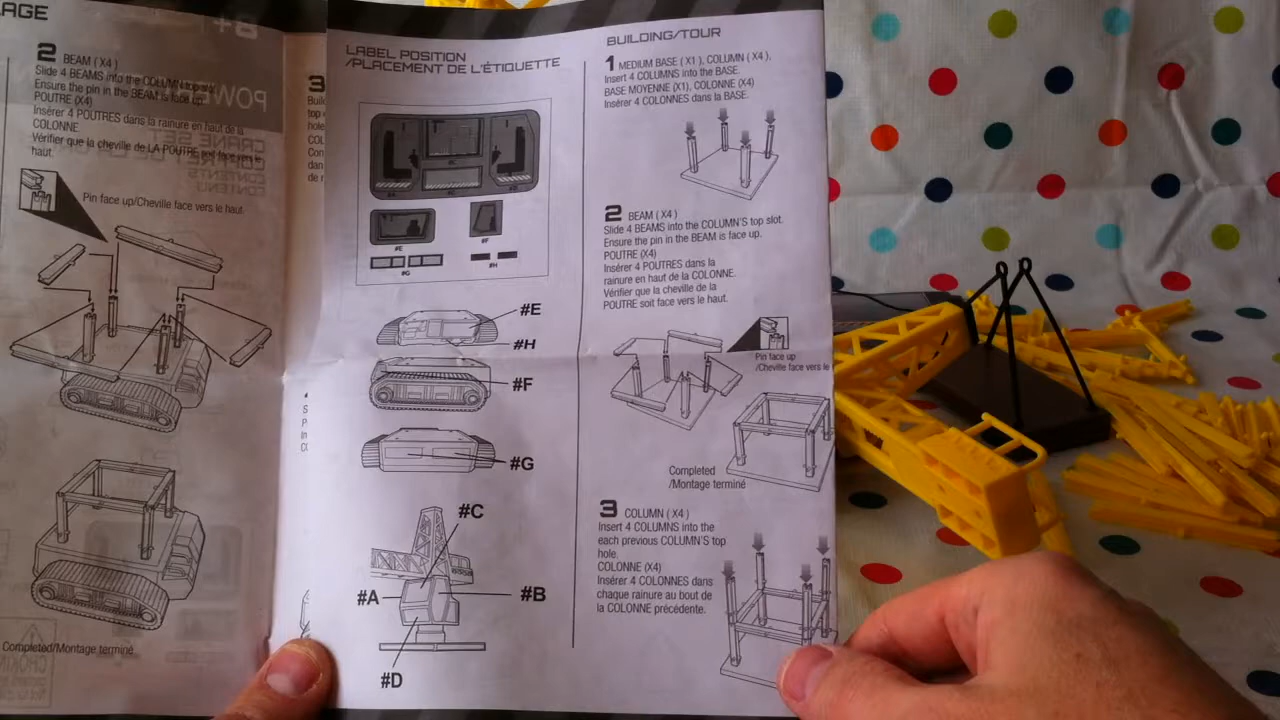 AGE
2 BEAM (X4)
Slide 4 BEAMS into the COLUMN top slot.
Ensure the pin in the BEAM is face up.
POUTRE (X4)
Insérer 4 POUTRES dans la rainure en haut de la
COLONNE.
Vérifier que la cheville de LA POUTRE soit face vers le
haut.
Pin face up/Cheville face vers le haut.
Completed/Montage terminé.
3
LABEL POSITION
/PLACEMENT DE L'ÉTIQUETTE
#E
#F
#G
#H
#E
#H
#F
#G
#C
#A
#B
#D
BUILDING/TOUR
1 MEDIUM BASE (X1), COLUMN (X4),
Insert 4 COLUMNS into the BASE.
BASE MOYENNE (X1), COLONNE (X4)
Insérer 4 COLONNES dans la BASE.
2 BEAM (X4)
Slide 4 BEAMS into the COLUMN'S top slot.
Ensure the pin in the BEAM is face up.
POUTRE (X4)
Insérer 4 POUTRES dans la
rainure en haut de la COLONNE.
Vérifier que la cheville de la
POUTRE soit face vers le haut.
Pin face up
/Cheville face vers le
Completed
/Montage terminé
3 COLUMN (X4)
Insert 4 COLUMNS into the
each previous COLUMN'S top
hole.
COLONNE (X4)
Insérer 4 COLONNES dans
chaque rainure au bout de
la COLONNE précédente.